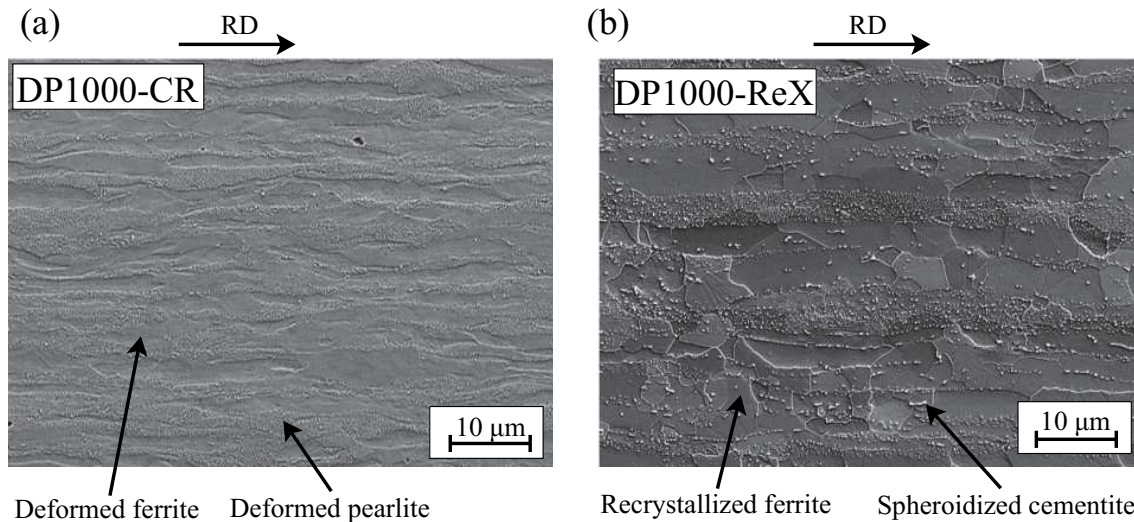 (a)
RD
DP1000-CR
10 μm
Deformed ferrite
Deformed pearlite
(b)
RD
DP1000-ReX
10 μm
Recrystallized ferrite
Spheroidized cementite